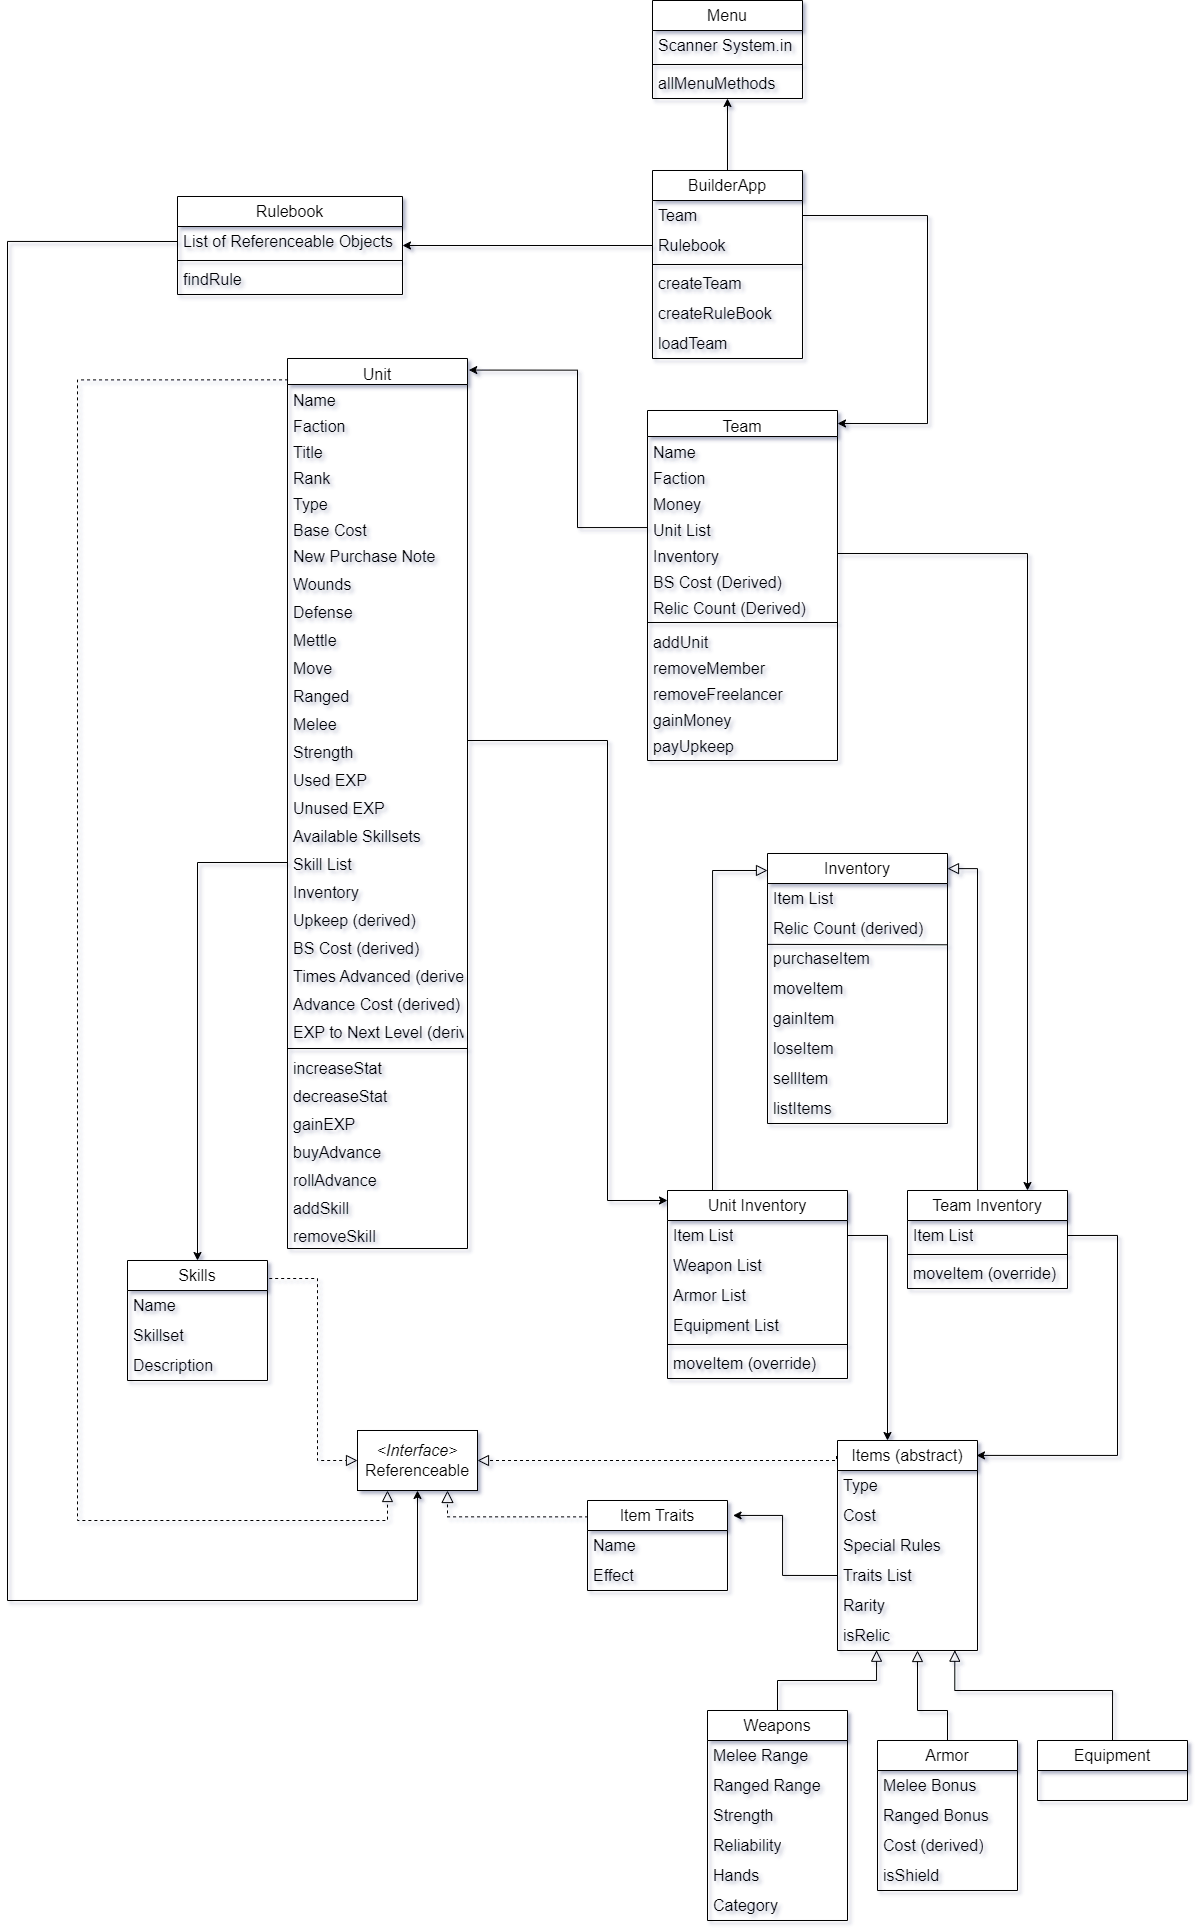 Menu
Scanner System.in
allMenuMethods
BuilderApp
Team
Rulebook
createTeam
createRuleBook
loadTeam
Rulebook
List of Referenceable Objects
findRule
Unit
Name
Faction
Title
Rank
Type
Base Cost
New Purchase Note
Wounds
Defense
Mettle
Move
Ranged
Melee
Strength
Used EXP
Unused EXP
Available Skillsets
Skill List
Inventory
Upkeep (derived)
BS Cost (derived)
Times Advanced (derive
Advance Cost (derived)
EXP to Next Level (deriv
increaseStat
decreaseStat
gainEXP
buyAdvance
rollAdvance
addSkill
removeSkill
Team
Name
Faction
Money
Unit List
Inventory
BS Cost (Derived)
Relic Count (Derived)
addUnit
removeMember
removeFreelancer
gainMoney
payUpkeep
Inventory
Item List
Relic Count (derived)
purchaseItem
moveItem
gainItem
loseItem
sellItem
listItems
Unit Inventory
Item List
Weapon List
Armor List
Equipment List
moveItem (override)
Team Inventory
Item List
moveItem (override)
Skills
Name
Skillset
Description
<Interface>
Referenceable
Item Traits
Name
Effect
Items (abstract)
Type
Cost
Special Rules
Traits List
Rarity
isRelic
Weapons
Melee Range
Ranged Range
Strength
Reliability
Hands
Category
Armor
Melee Bonus
Ranged Bonus
Cost (derived)
isShield
Equipment